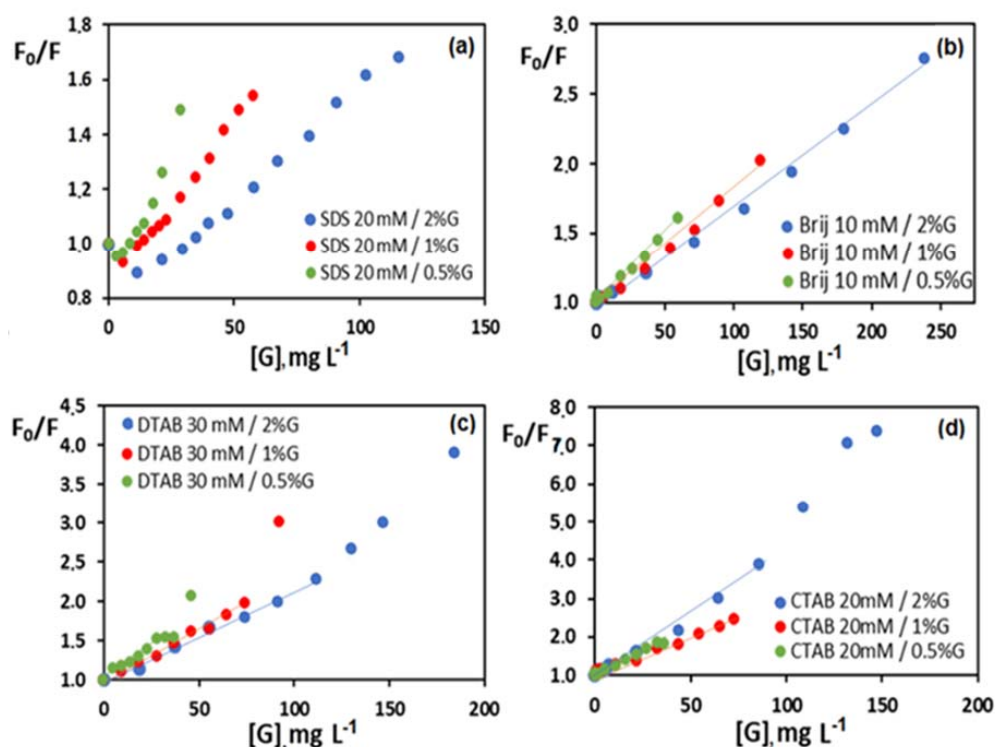 F₀/F
1.8
1.6
1.4
1.2
1.0
0.8
(a)
SDS 20 mM / 2%G
SDS 20 mM / 1%G
SDS 20 mM / 0.5%G
0 50 100 150
[G], mg L⁻¹
F₀/F
3.0
2.5
2.0
1.5
1.0
(b)
Brij 10 mM / 2%G
Brij 10 mM / 1%G
Brij 10 mM / 0.5%G
0 50 100 150 200 250
[G], mg L⁻¹
F₀/F
4.5
4.0
3.5
3.0
2.5
2.0
1.5
1.0
(c)
DTAB 30 mM / 2%G
DTAB 30 mM / 1%G
DTAB 30 mM / 0.5%G
0 50 100 150 200
[G], mg L⁻¹
F₀/F
8.0
7.0
6.0
5.0
4.0
3.0
2.0
1.0
(d)
CTAB 20mM / 2%G
CTAB 20mM / 1%G
CTAB 20mM / 0.5%G
0 50 100 150 200
[G], mg L⁻¹